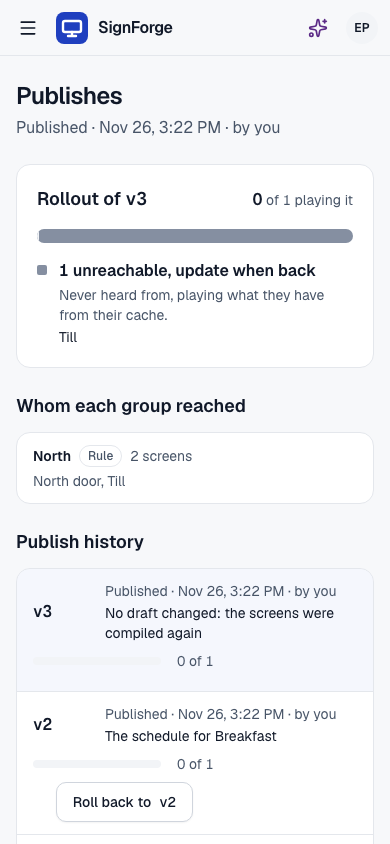 SignForge
EP
Publishes
Published · Nov 26, 3:22 PM · by you
Rollout of v3
0 of 1 playing it
1 unreachable, update when back
Never heard from, playing what they have
from their cache.
Till
Whom each group reached
North Rule 2 screens
North door, Till
Publish history
v3
Published · Nov 26, 3:22 PM · by you
No draft changed: the screens were
compiled again
0 of 1
v2
Published · Nov 26, 3:22 PM · by you
The schedule for Breakfast
0 of 1
Roll back to v2